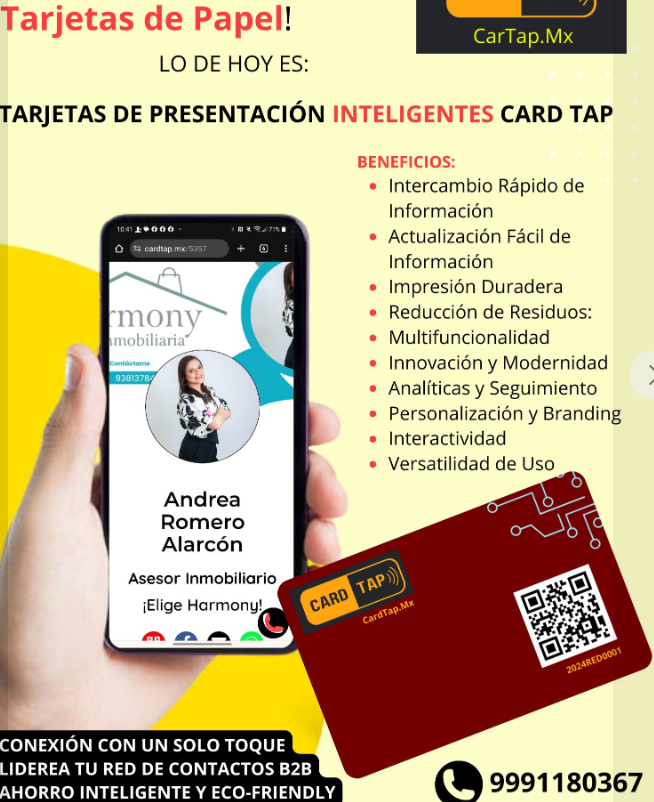 Tarjetas de Papel!
CarTap.Mx
LO DE HOY ES:
TARJETAS DE PRESENTACIÓN INTELIGENTES CARD TAP
BENEFICIOS:
Intercambio Rápido de
Información
Actualización Fácil de
Información
Impresión Duradera
Reducción de Residuos:
Multifuncionalidad
Innovación y Modernidad
Analíticas y Seguimiento
Personalización y Branding
Interactividad
Versatilidad de Uso
10:41
71%
cardtap.mx/5357
rmony
mobiliaria
Contáctame
9381378
Andrea
Romero
Alarcón
Asesor Inmobiliario
¡Elige Harmony!
CARD TAP
CardTap.Mx
2024RED0001
CONEXIÓN CON UN SOLO TOQUE
LIDEREA TU RED DE CONTACTOS B2B
AHORRO INTELIGENTE Y ECO-FRIENDLY
9991180367